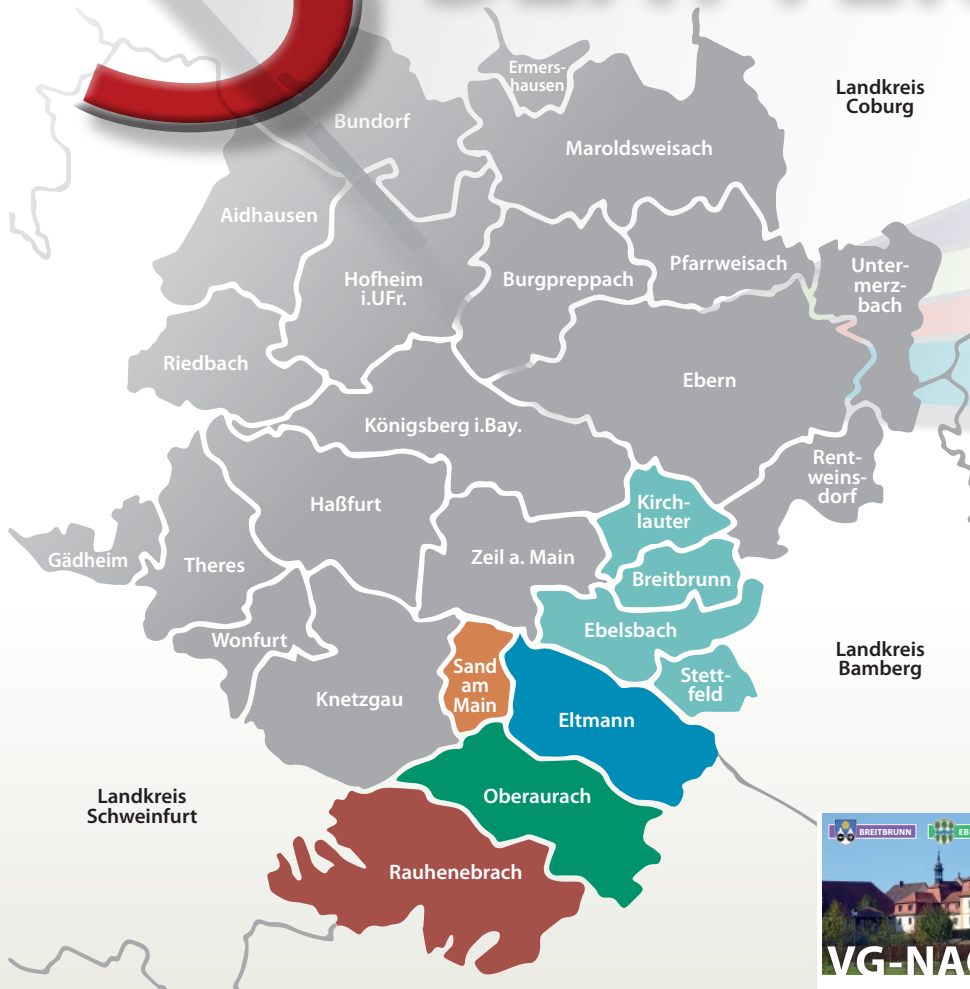 Ermers-
hausen
Landkreis
Coburg
Bundorf
Maroldsweisach
Aidhausen
Hofheim
i.UFr.
Burgpreppach
Pfarrweisach
Unter-
merz-
bach
Riedbach
Ebern
Königsberg i.Bay.
Rent-
weins-
dorf
Haßfurt
Kirch-
lauter
Gädheim
Theres
Zeil a. Main
Breitbrunn
Wonfurt
Ebelsbach
Landkreis
Bamberg
Sand
am
Main
Stett-
feld
Knetzgau
Eltmann
Landkreis
Schweinfurt
Oberaurach
Rauhenebrach
BREITBRUNN
EB
VG-NA